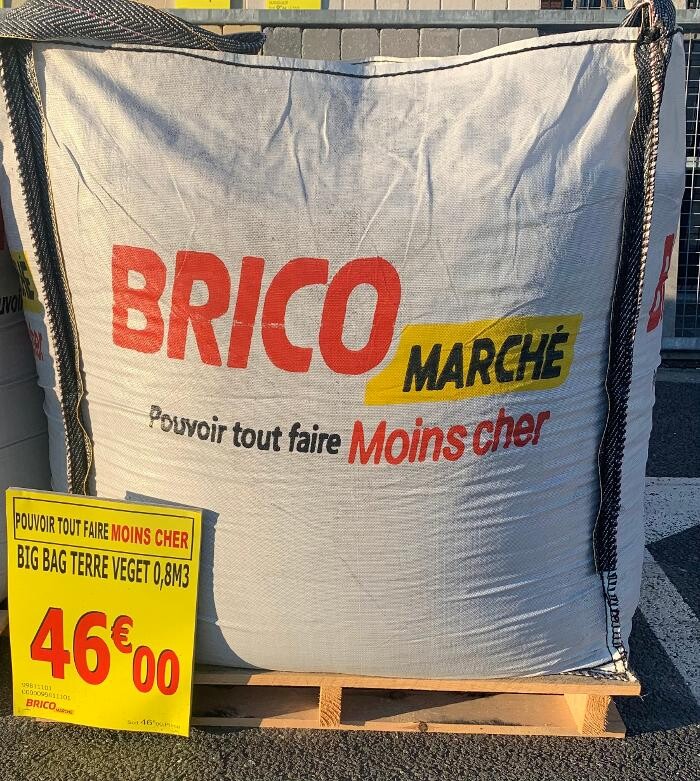 BRICO
MARCHÉ
Pouvoir tout faire Moins cher
POUVOIR TOUT FAIRE MOINS CHER
BIG BAG TERRE VEGET 0,8M3
46€00
BRICO MARCHÉ